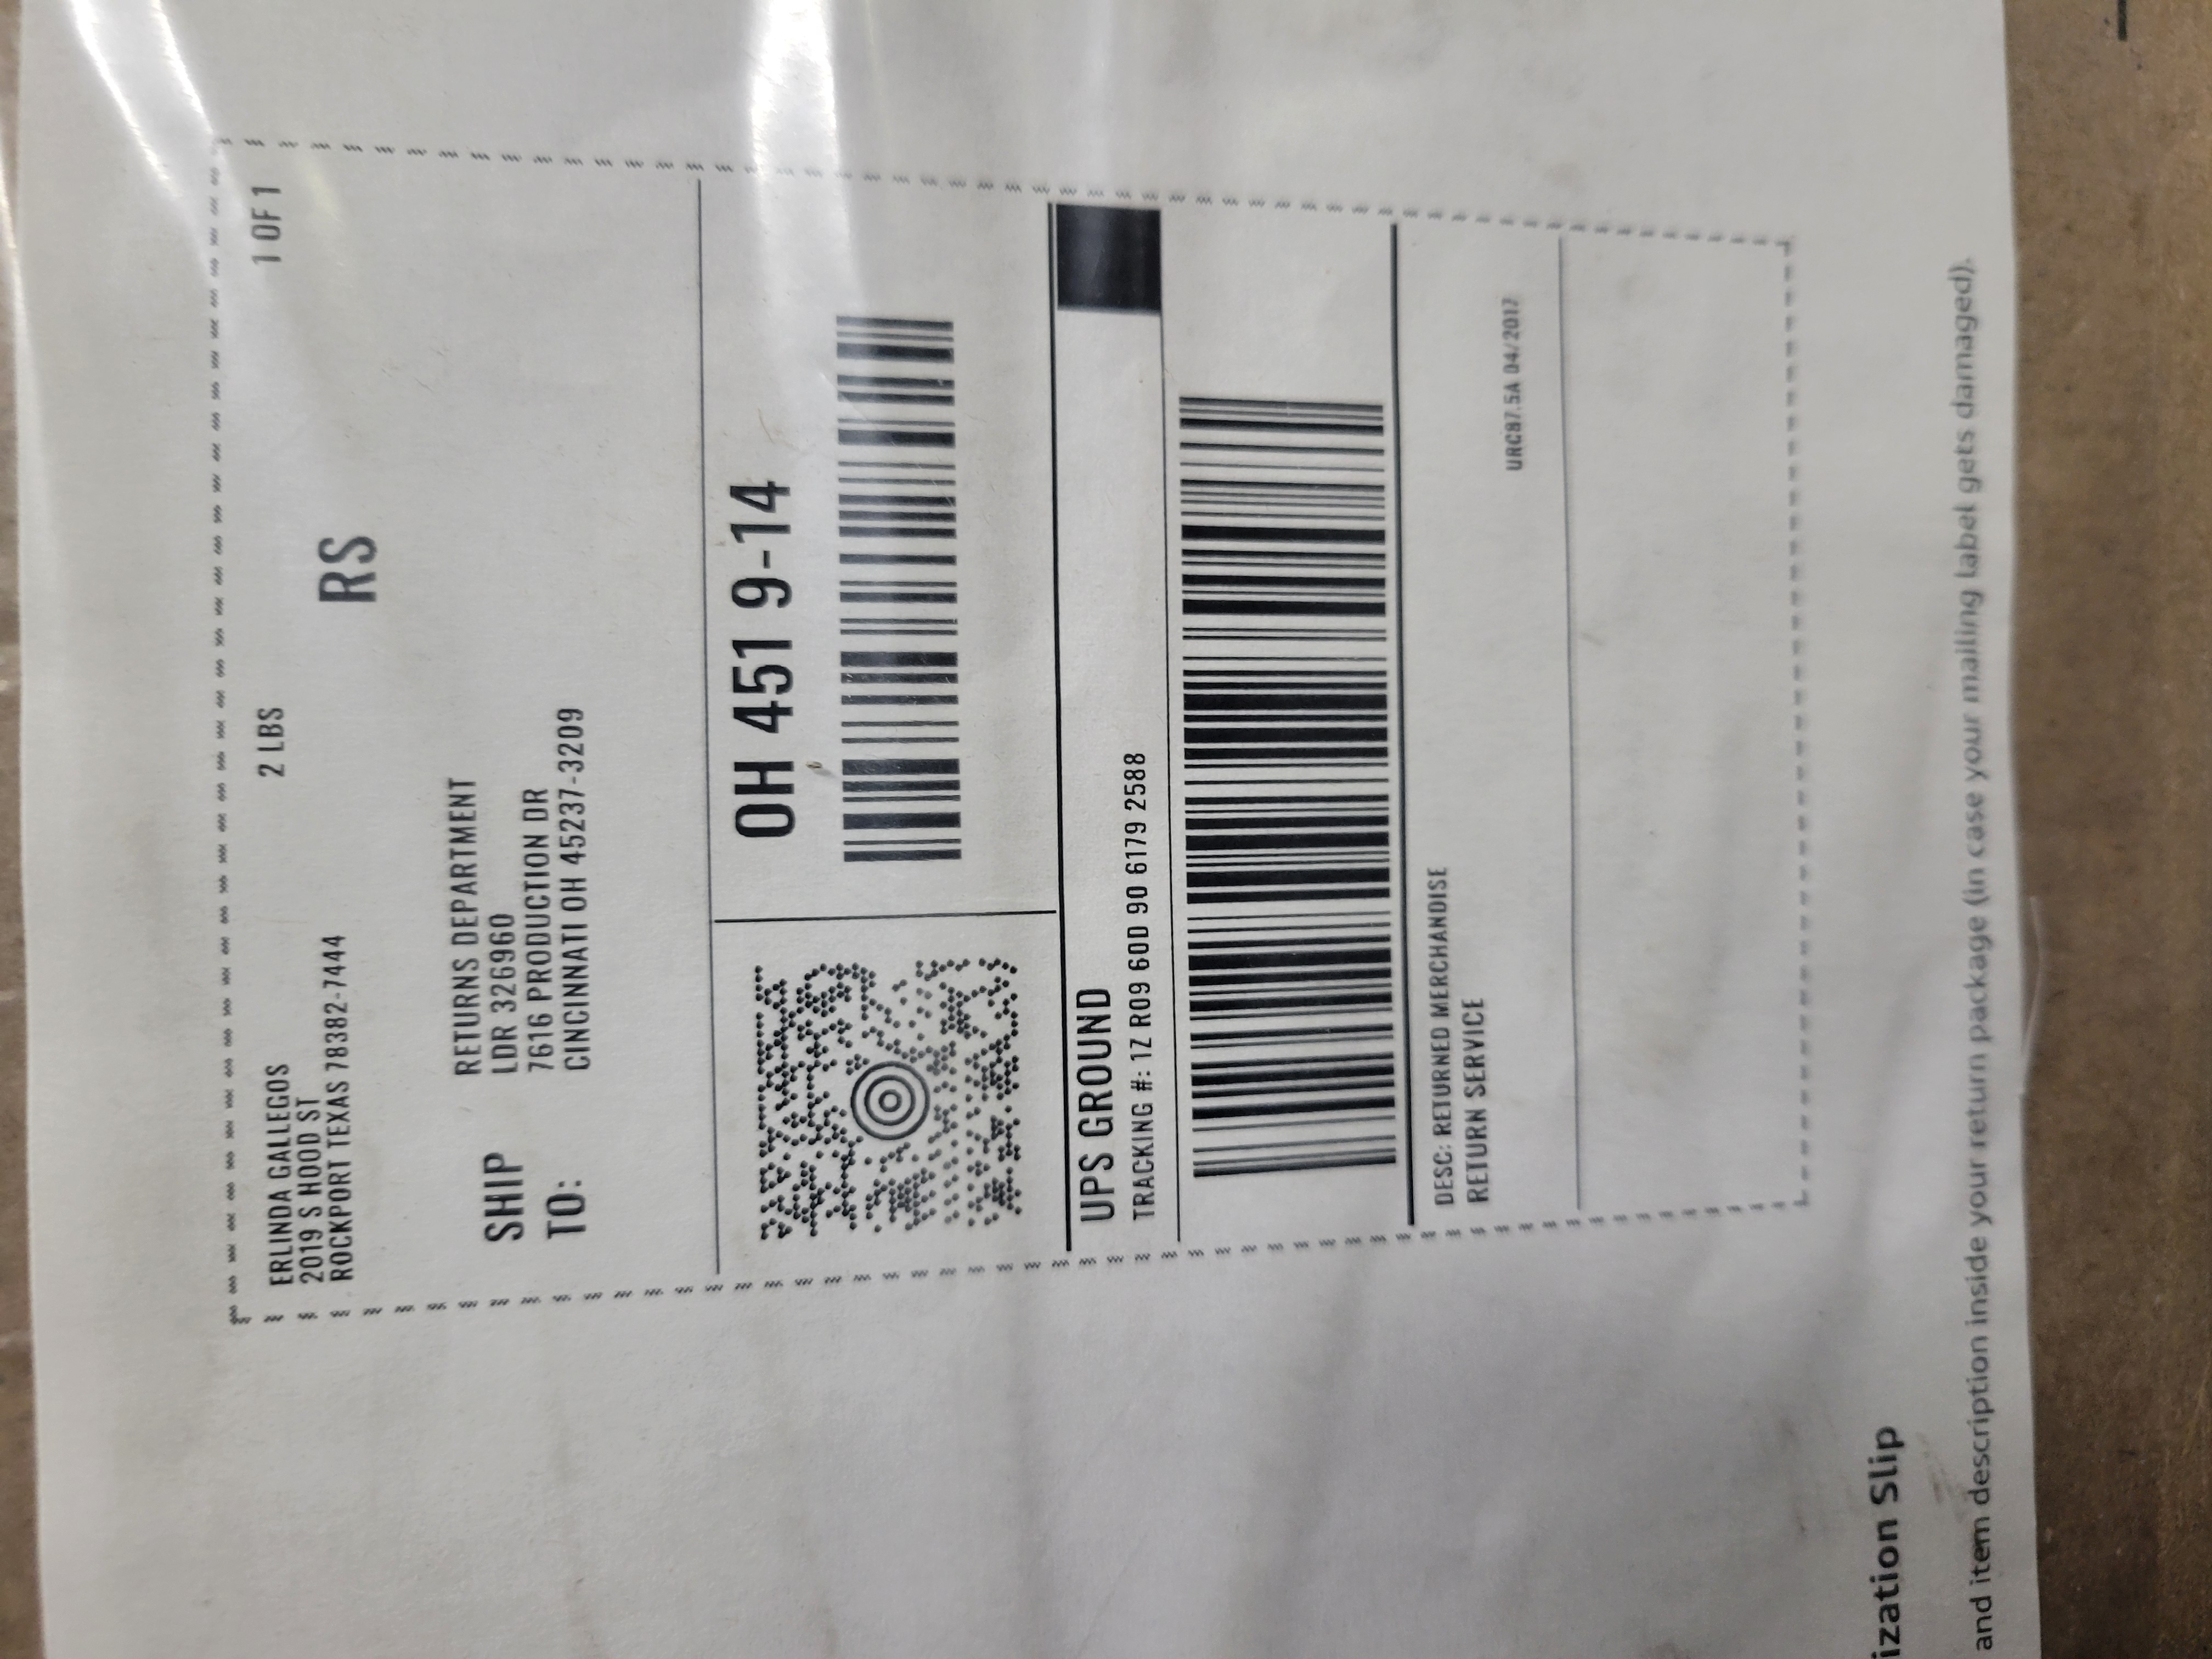 ERLINDA GALLEGOS
2019 S HOOD ST
ROCKPORT TEXAS 78382-7444
2 LBS
1 OF 1
RS
SHIP
TO:
RETURNS DEPARTMENT
LDR 326960
7616 PRODUCTION DR
CINCINNATI OH 45237-3209
OH 451 9-14
UPS GROUND
TRACKING #: 1Z R09 60D 90 6179 2588
DESC: RETURNED MERCHANDISE
RETURN SERVICE
URC87.5A 04/2017
ization Slip
and item description inside your return package (in case your mailing label gets damaged).